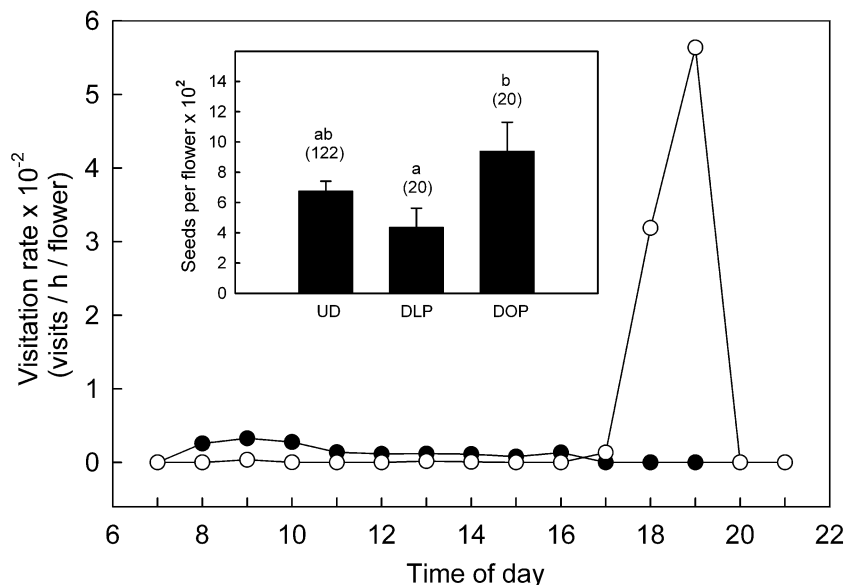 6
5
4
3
2
1
0
Visitation rate x 10⁻²
(visits / h / flower)
14
12
10
8
6
4
2
0
Seeds per flower x 10²
ab
(122)
a
(20)
b
(20)
UD DLP DOP
6 8 10 12 14 16 18 20 22
Time of day